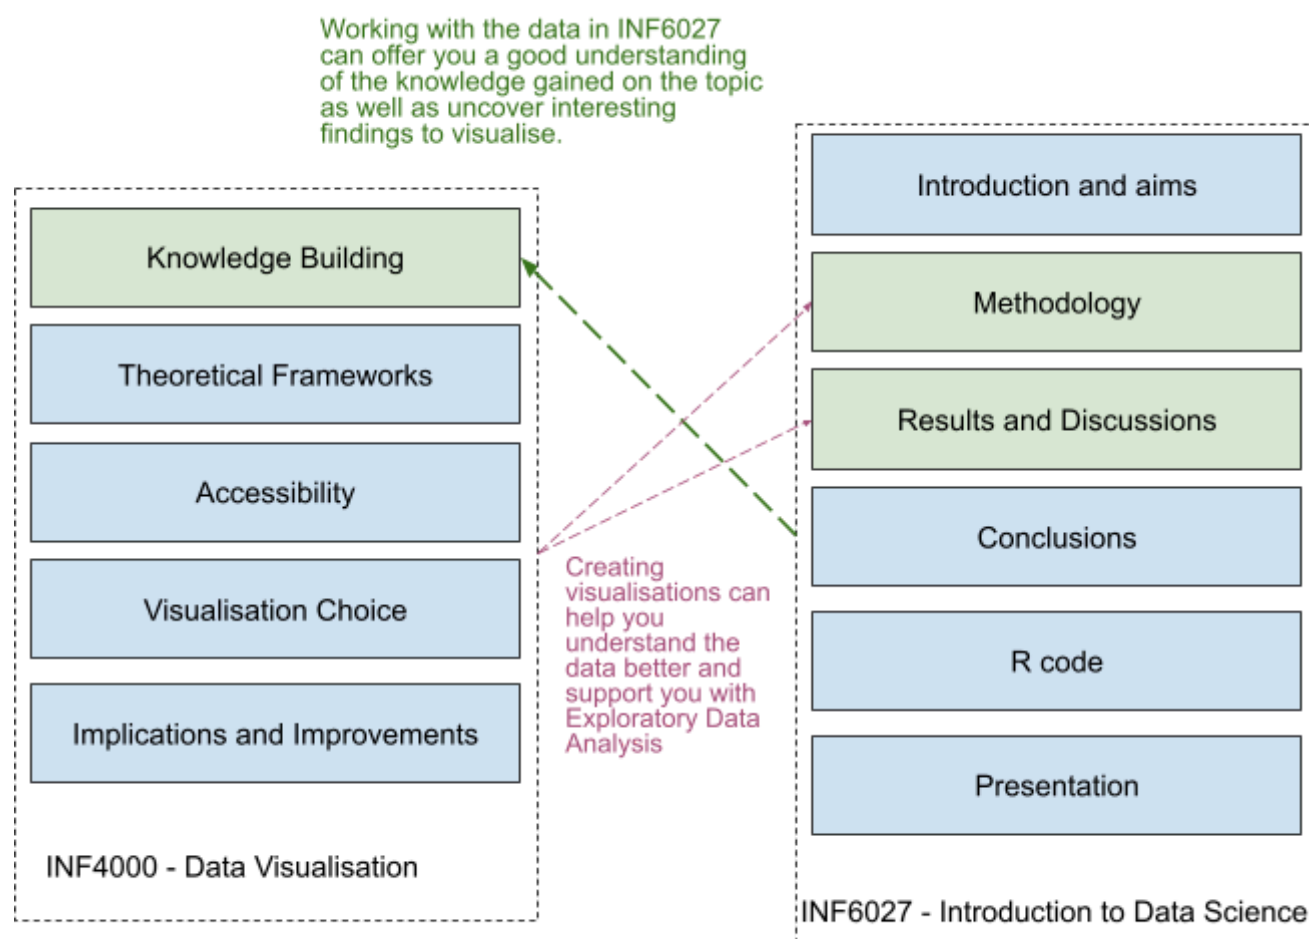 Working with the data in INF6027
can offer you a good understanding
of the knowledge gained on the topic
as well as uncover interesting
findings to visualise.
Knowledge Building
Theoretical Frameworks
Accessibility
Visualisation Choice
Implications and Improvements
INF4000 - Data Visualisation
Creating
visualisations can
help you
understand the
data better and
support you with
Exploratory Data
Analysis
Introduction and aims
Methodology
Results and Discussions
Conclusions
R code
Presentation
INF6027 - Introduction to Data Science